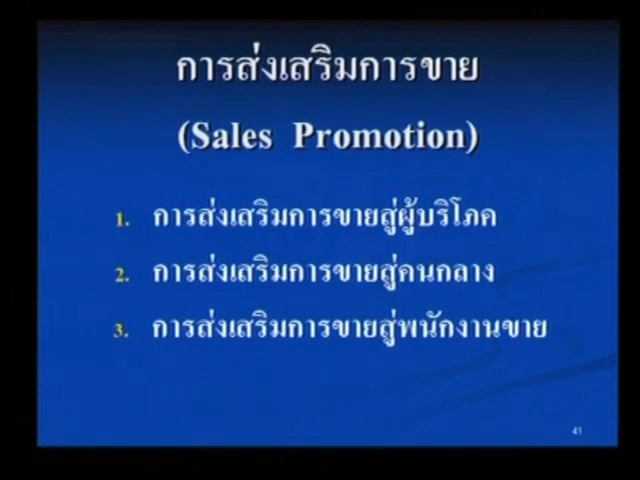 การส่งเสริมการขาย
(Sales Promotion)
1. การส่งเสริมการขายสู่ผู้บริโภค
2. การส่งเสริมการขายสู่คนกลาง
3. การส่งเสริมการขายสู่พนักงานขาย
41